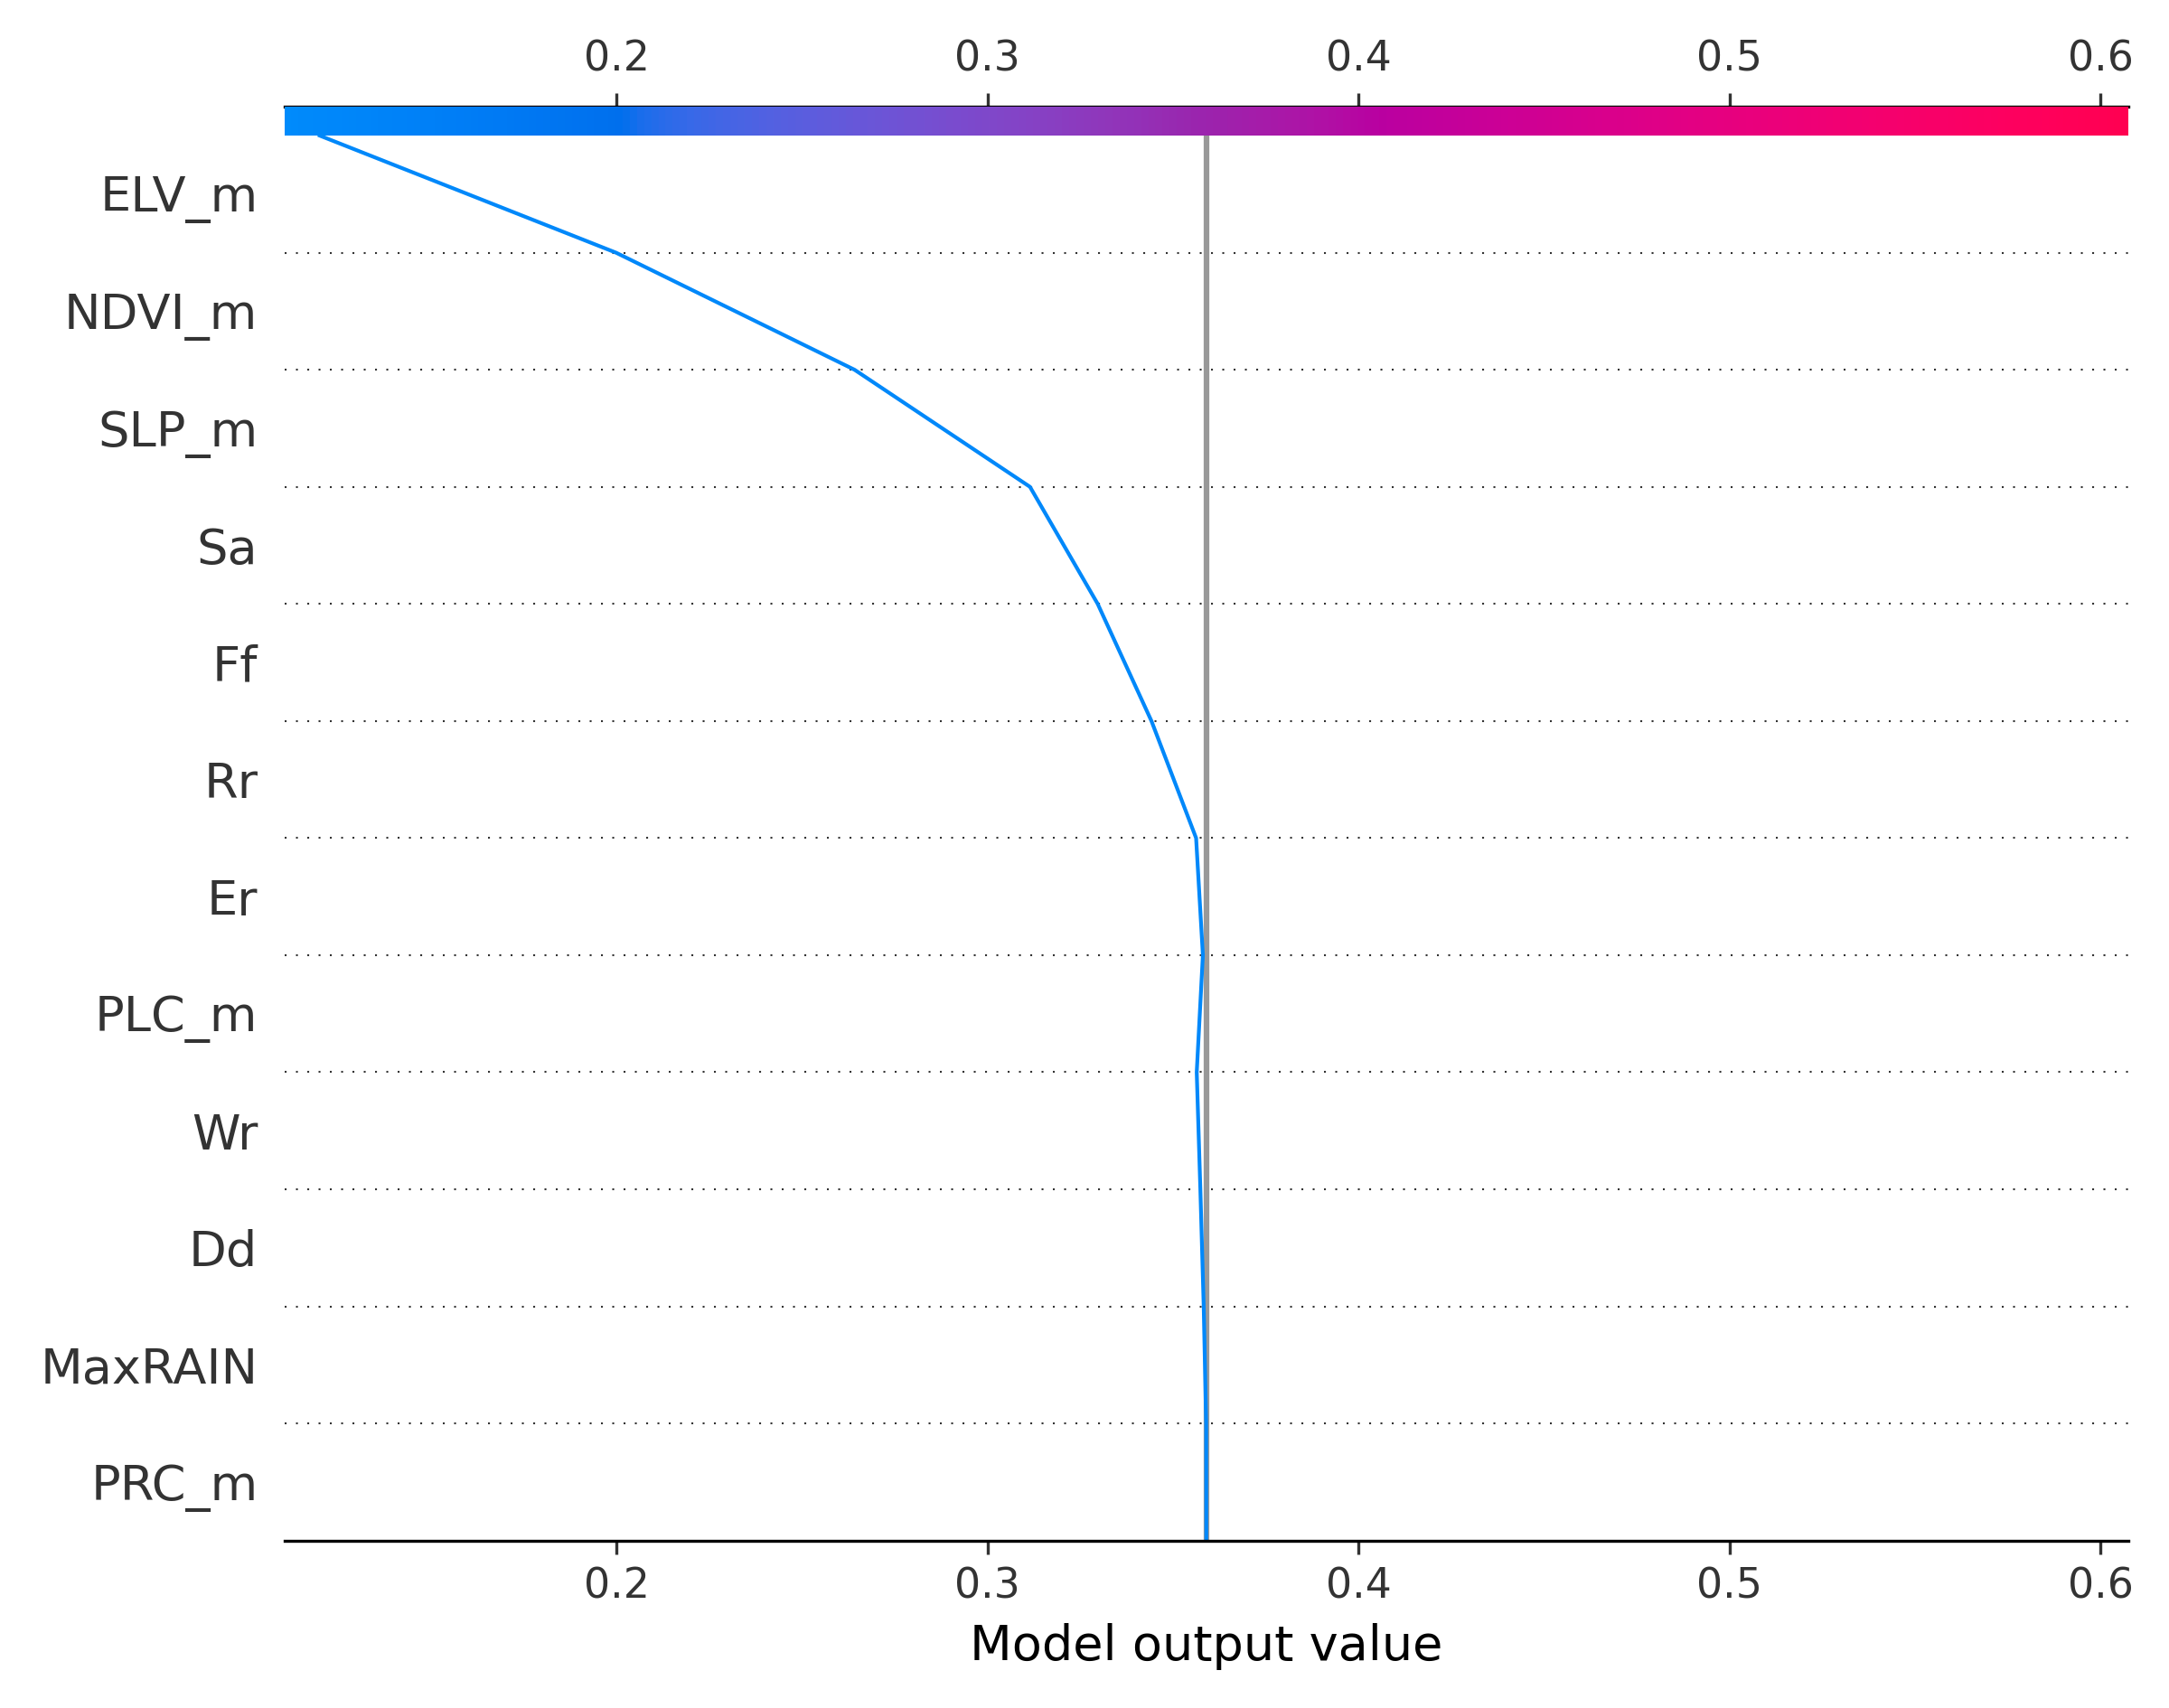 0.2 0.3 0.4 0.5 0.6
ELV_m
NDVI_m
SLP_m
Sa
Ff
Rr
Er
PLC_m
Wr
Dd
MaxRAIN
PRC_m
0.2 0.3 0.4 0.5 0.6
Model output value